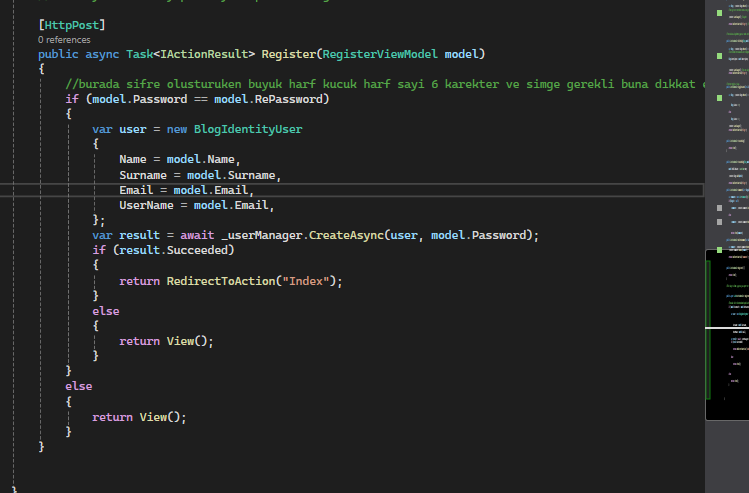 [HttpPost]
0 references
public async Task<IActionResult> Register(RegisterViewModel model)
{
//burada sifre olusturuken buyuk harf kucuk harf sayi 6 karekter ve simge gerekli buna dıkkat
if (model.Password == model.RePassword)
{
var user = new BlogIdentityUser
{
Name = model.Name,
Surname = model.Surname,
Email = model.Email,
UserName = model.Email,
};
var result = await _userManager.CreateAsync(user, model.Password);
if (result.Succeeded)
{
return RedirectToAction("Index");
}
else
{
return View();
}
}
else
{
return View();
}
}
}